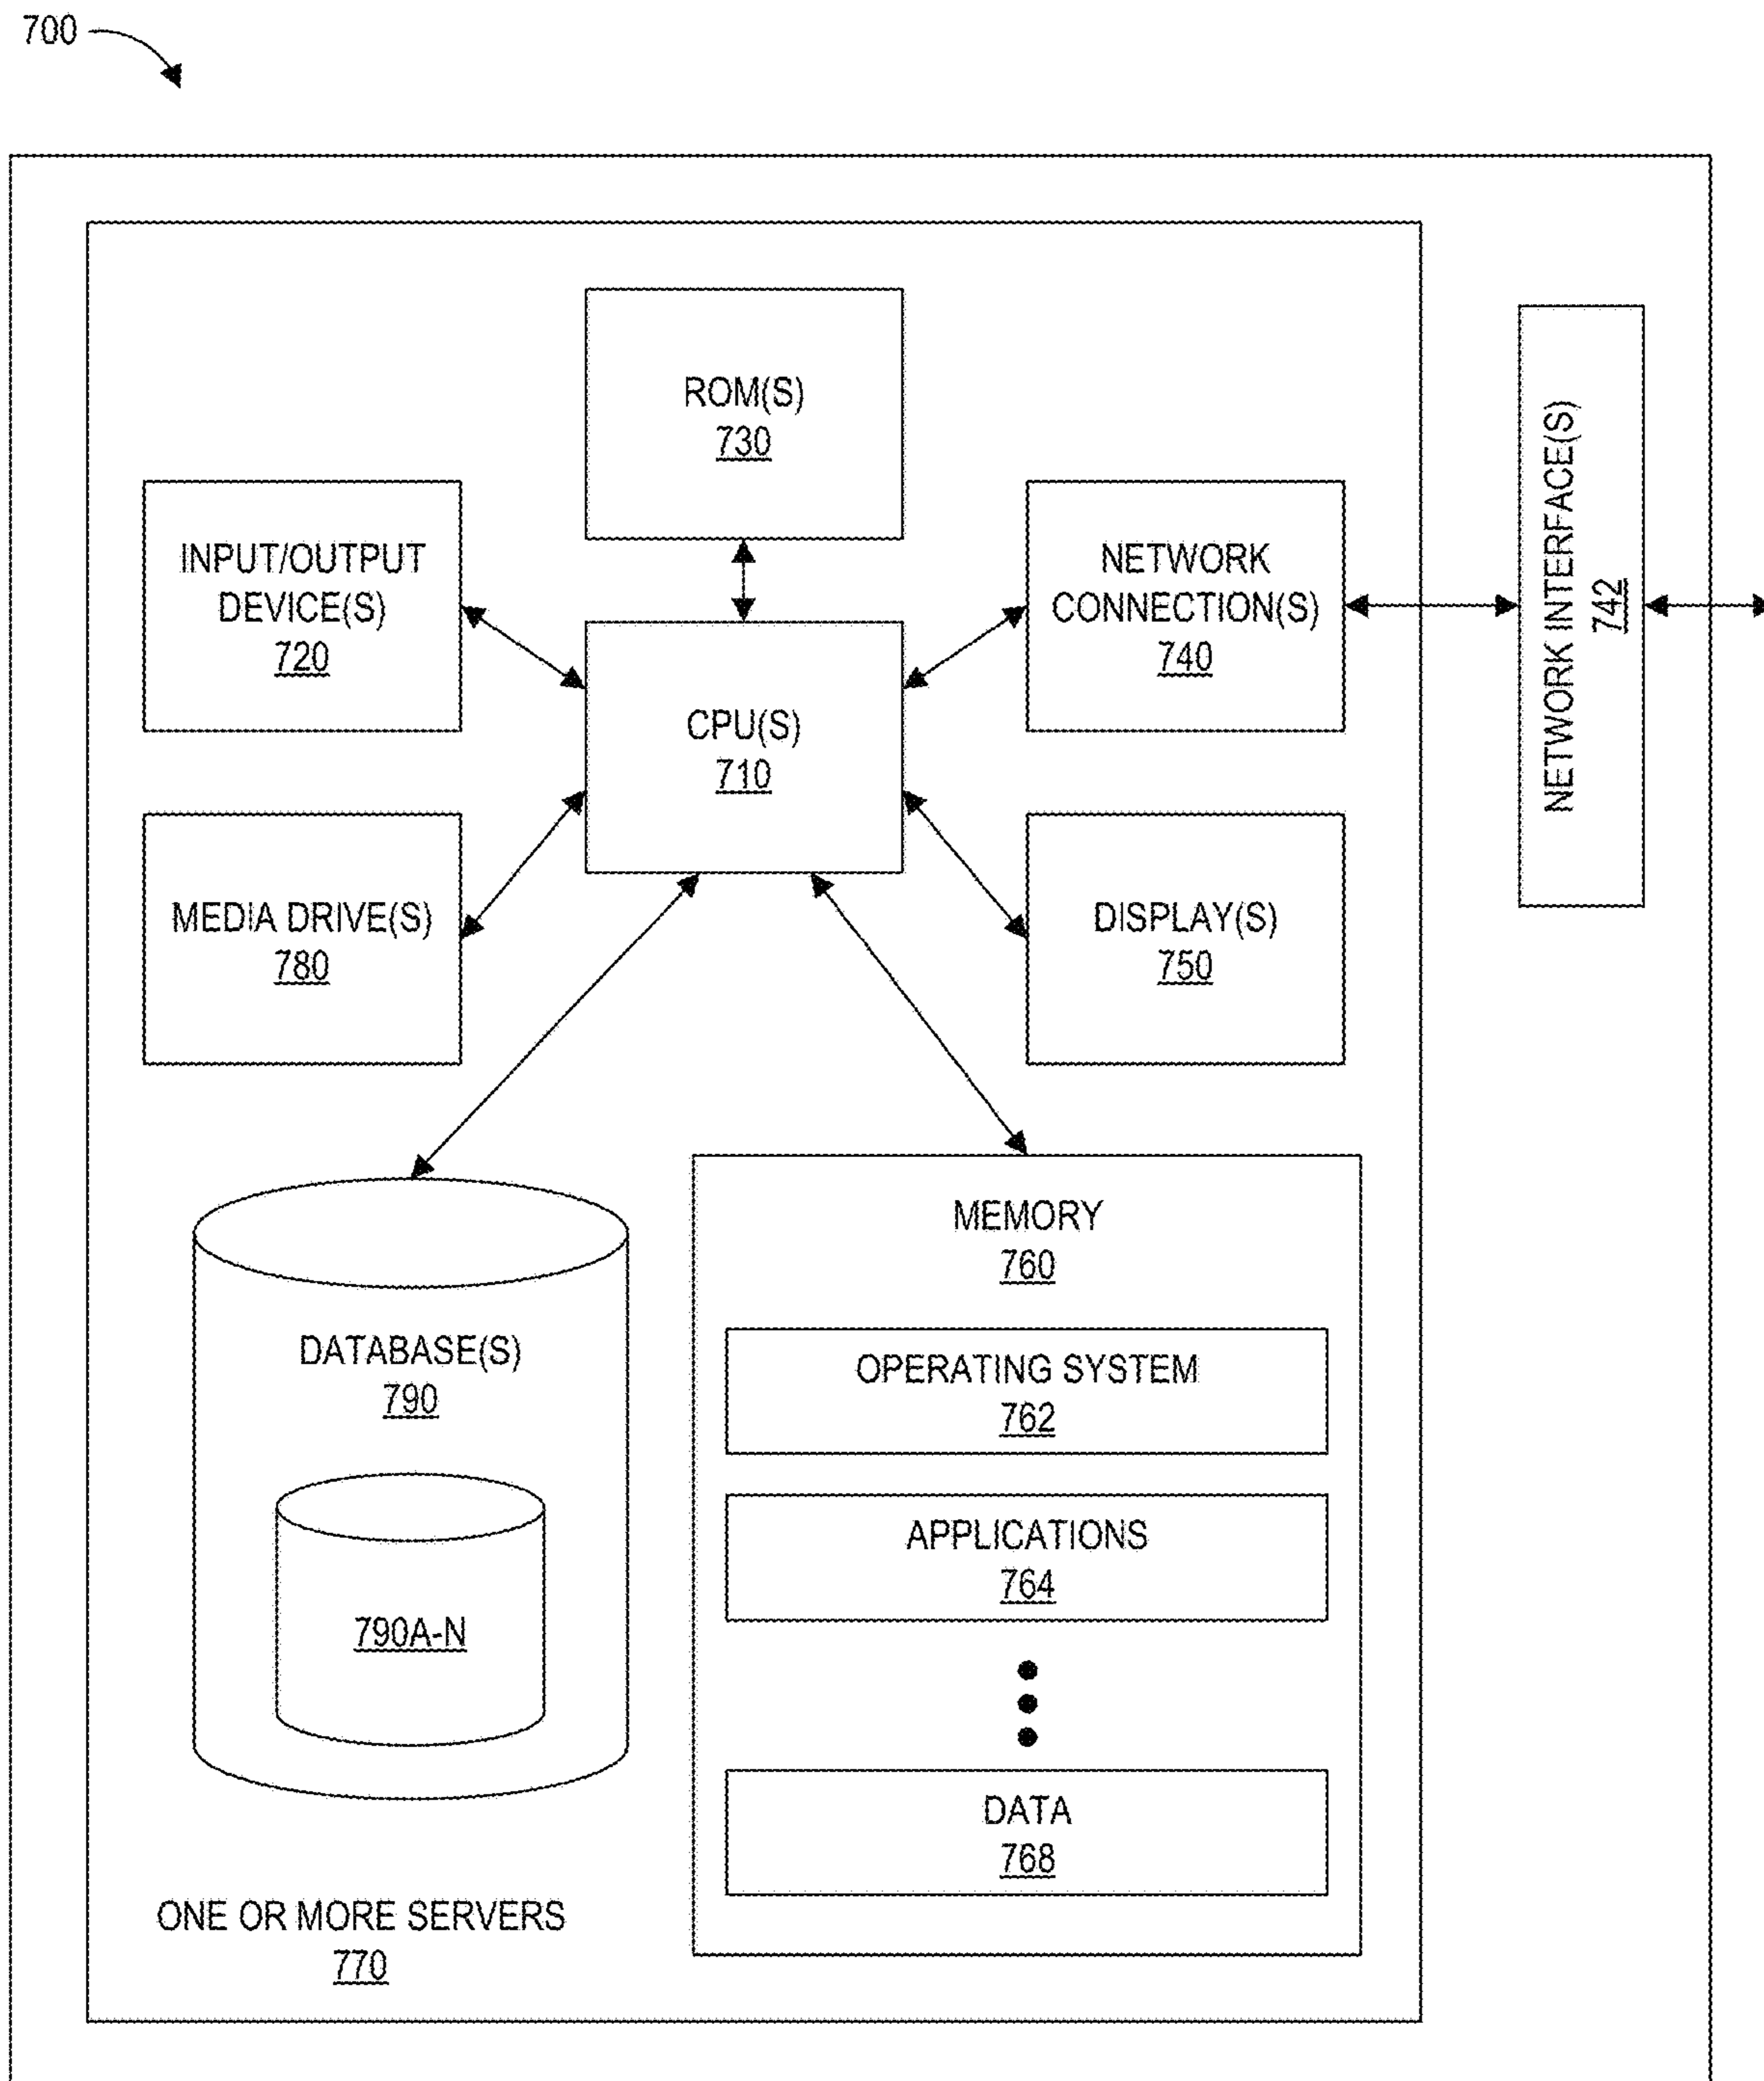 700
ROM(S)
730
INPUT/OUTPUT
DEVICE(S)
720
NETWORK
CONNECTION(S)
740
NETWORK INTERFACE(S)
742
CPU(S)
710
MEDIA DRIVE(S)
780
DISPLAY(S)
750
MEMORY
760
DATABASE(S)
790
OPERATING SYSTEM
762
APPLICATIONS
764
790A-N
DATA
768
ONE OR MORE SERVERS
770